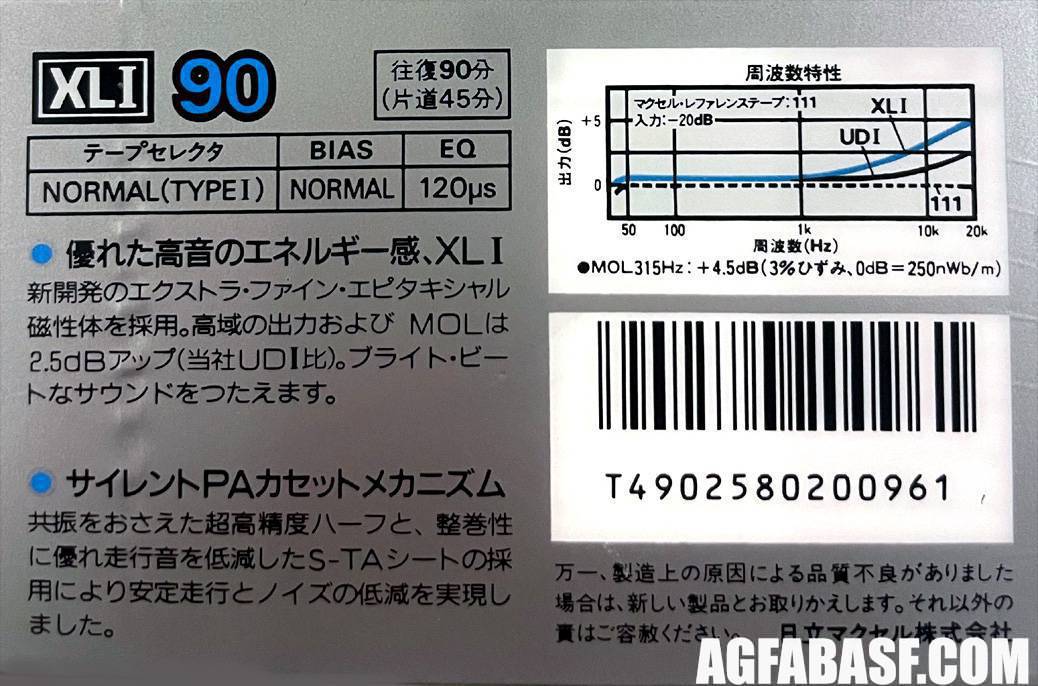 XLI 90
往復90分
(片道45分)
テープセレクタ BIAS EQ
NORMAL(TYPEI) NORMAL 120μs
●優れた高音のエネルギー感、XLI
新開発のエクストラ・ファイン・エピタキシャル
磁性体を採用。高域の出力および MOLは
2.5dBアップ(当社UDI比)。ブライト・ビー
トなサウンドをつたえます。
●サイレントPAカセットメカニズム
共振をおさえた超高精度ハーフと、整巻性
に優れ走行音を低減したS-TAシートの採
用により安定走行とノイズの低減を実現し
ました。
周波数特性
マクセル・レファレンステープ:111
入力:-20dB
XLI
UDI
111
出力(dB)
+5
0
50 100 1k 10k 20k
周波数(Hz)
●MOL315Hz:+4.5dB(3%ひずみ、0dB=250nWb/m)
T4902580200961
万一、製造上の原因による品質不良がありました
場合は、新しい製品とお取りかえします。それ以外の
責はご容赦ください。 日立マクセル株式会社
AGFABASF.COM